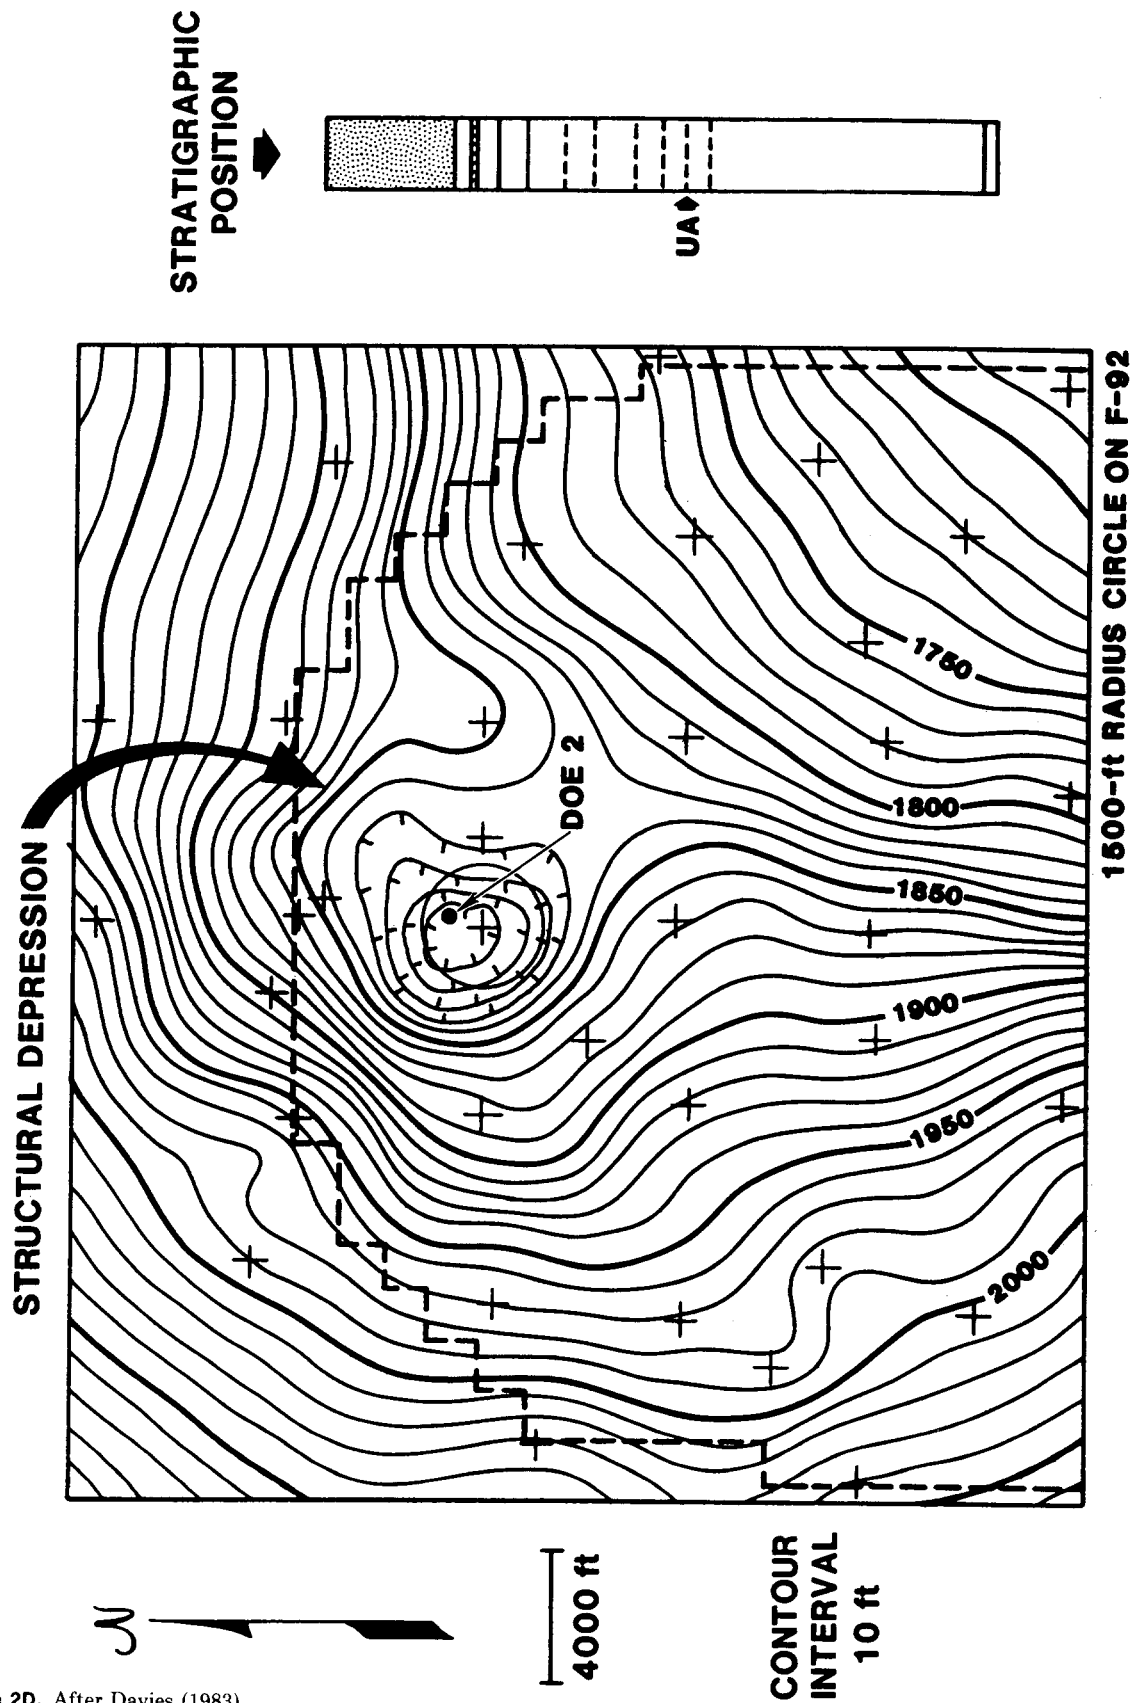 STRUCTURAL DEPRESSION
STRATIGRAPHIC
POSITION
UA
DOE 2
1750
1800
1850
1900
1950
2000
4000 ft
CONTOUR
INTERVAL
10 ft
1500-ft RADIUS CIRCLE ON F-92
2D. After Davies (1983)